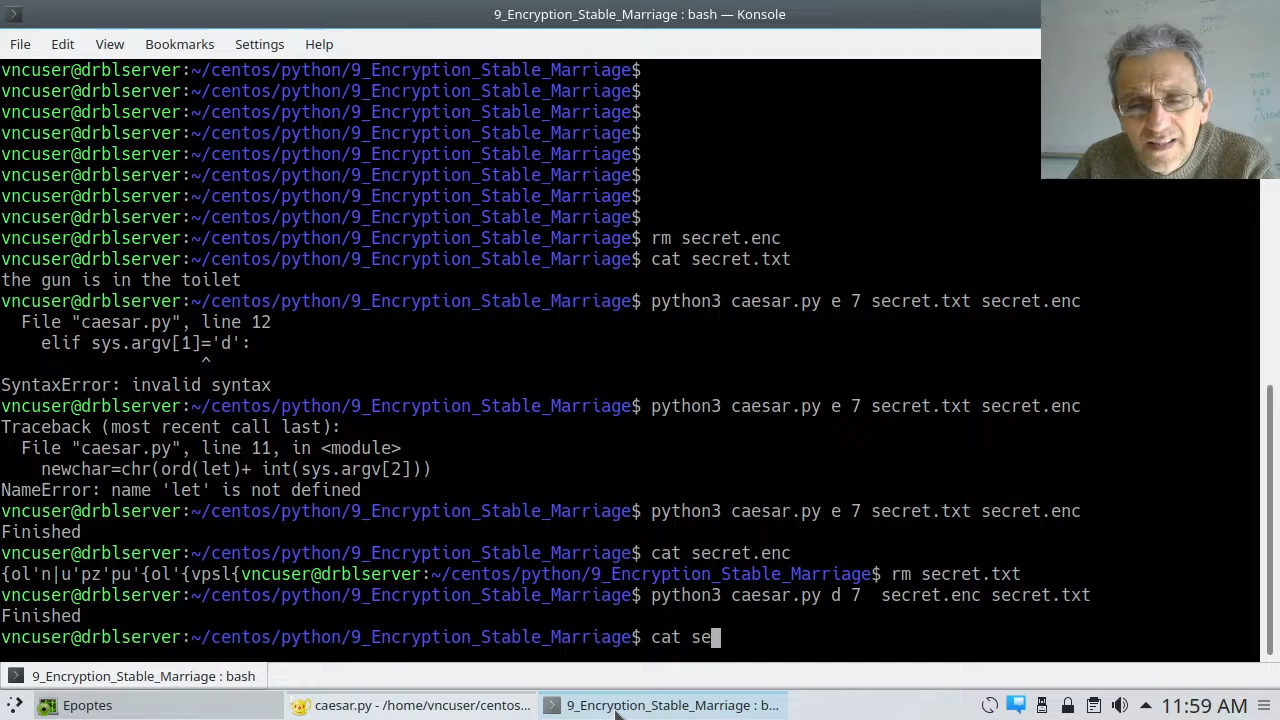 9_Encryption_Stable_Marriage : bash — Konsole
File Edit View Bookmarks Settings Help
vncuser@drblserver:~/centos/python/9_Encryption_Stable_Marriage$
vncuser@drblserver:~/centos/python/9_Encryption_Stable_Marriage$
vncuser@drblserver:~/centos/python/9_Encryption_Stable_Marriage$
vncuser@drblserver:~/centos/python/9_Encryption_Stable_Marriage$
vncuser@drblserver:~/centos/python/9_Encryption_Stable_Marriage$
vncuser@drblserver:~/centos/python/9_Encryption_Stable_Marriage$
vncuser@drblserver:~/centos/python/9_Encryption_Stable_Marriage$
vncuser@drblserver:~/centos/python/9_Encryption_Stable_Marriage$
vncuser@drblserver:~/centos/python/9_Encryption_Stable_Marriage$ rm secret.enc
vncuser@drblserver:~/centos/python/9_Encryption_Stable_Marriage$ cat secret.txt
the gun is in the toilet
vncuser@drblserver:~/centos/python/9_Encryption_Stable_Marriage$ python3 caesar.py e 7 secret.txt secret.enc
  File "caesar.py", line 12
    elif sys.argv[1]='d':
                    ^
SyntaxError: invalid syntax
vncuser@drblserver:~/centos/python/9_Encryption_Stable_Marriage$ python3 caesar.py e 7 secret.txt secret.enc
Traceback (most recent call last):
  File "caesar.py", line 11, in <module>
    newchar=chr(ord(let)+ int(sys.argv[2]))
NameError: name 'let' is not defined
vncuser@drblserver:~/centos/python/9_Encryption_Stable_Marriage$ python3 caesar.py e 7 secret.txt secret.enc
Finished
vncuser@drblserver:~/centos/python/9_Encryption_Stable_Marriage$ cat secret.enc
{ol'n|u'pz'pu'{ol'{vpsl{vncuser@drblserver:~/centos/python/9_Encryption_Stable_Marriage$ rm secret.txt
vncuser@drblserver:~/centos/python/9_Encryption_Stable_Marriage$ python3 caesar.py d 7  secret.enc secret.txt
Finished
vncuser@drblserver:~/centos/python/9_Encryption_Stable_Marriage$ cat se
9_Encryption_Stable_Marriage : bash
Epoptes
caesar.py - /home/vncuser/centos...
9_Encryption_Stable_Marriage : b...
11:59 AM